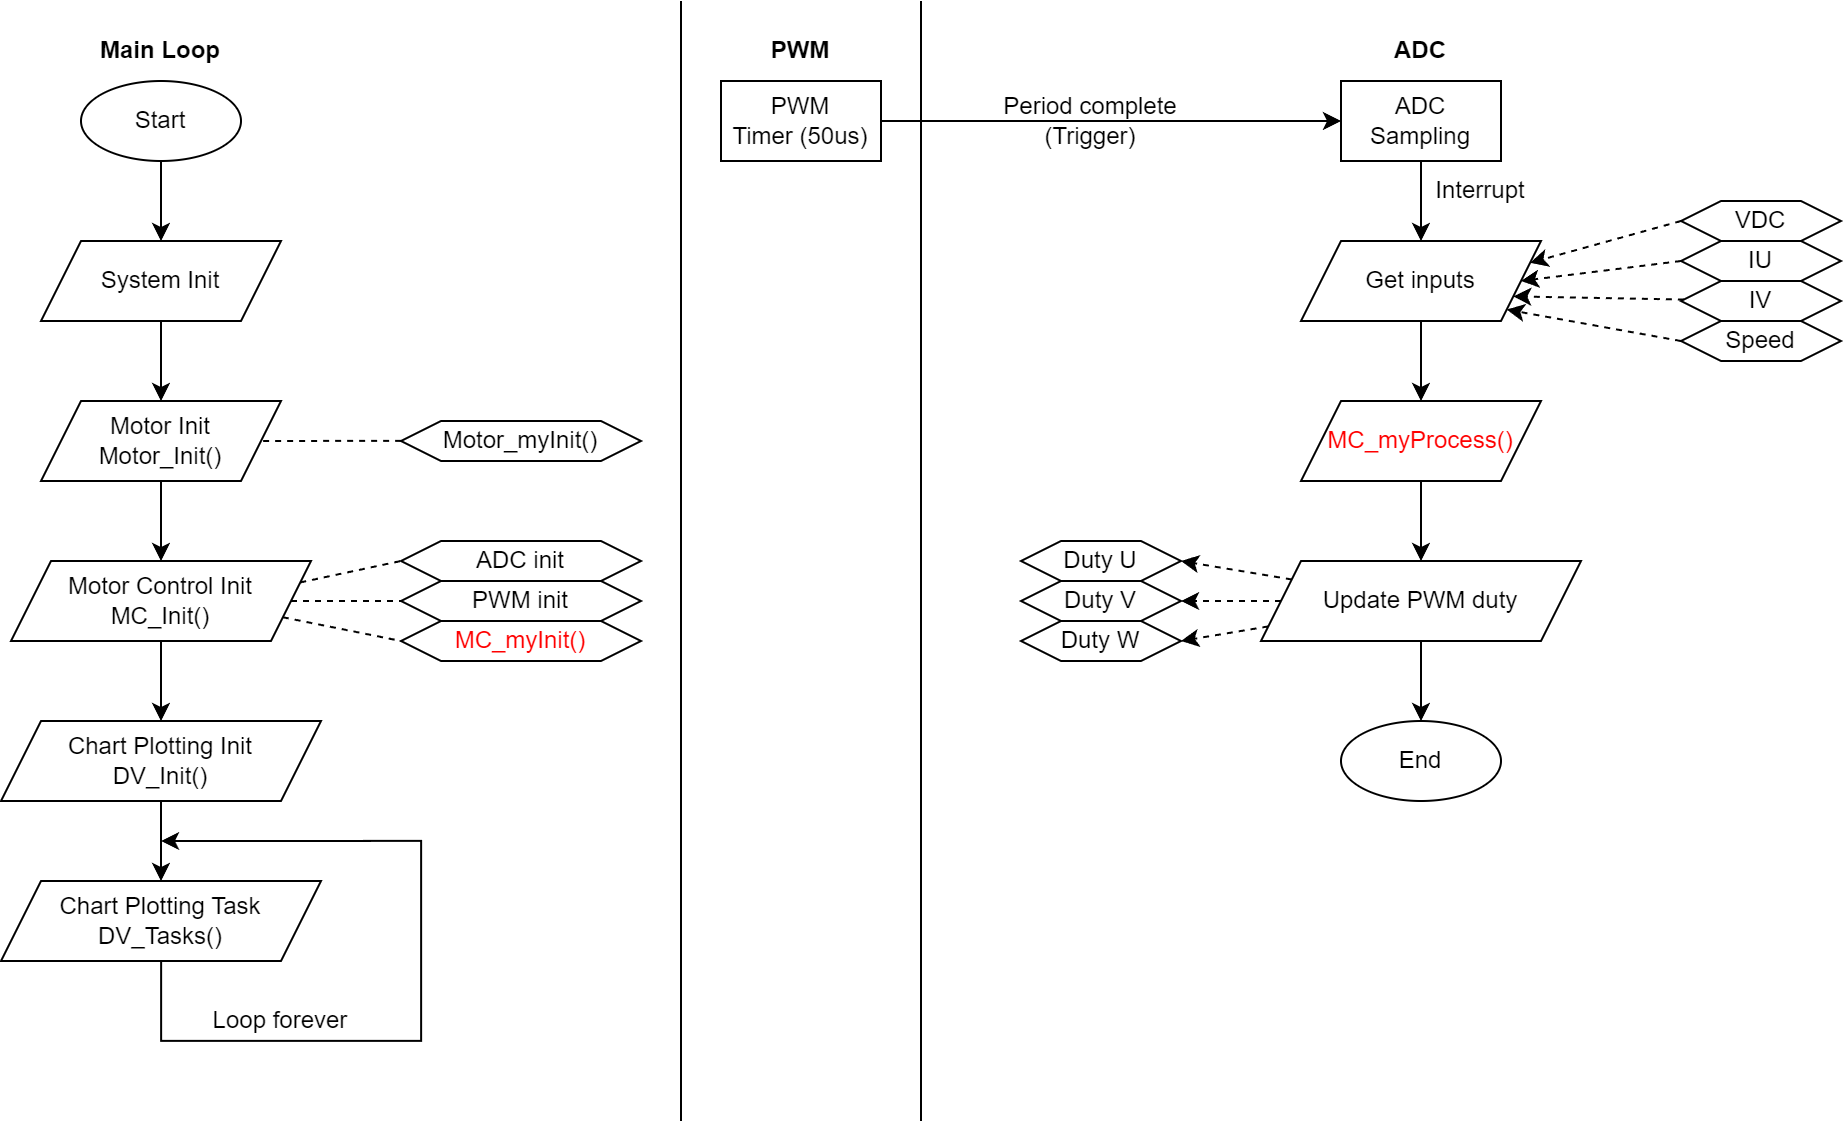 Main Loop
Start
System Init
Motor Init
Motor_Init()
Motor_myInit()
Motor Control Init
MC_Init()
ADC init
PWM init
MC_myInit()
Chart Plotting Init
DV_Init()
Chart Plotting Task
DV_Tasks()
Loop forever
PWM
PWM
Timer (50us)
Period complete
(Trigger)
ADC
ADC
Sampling
Interrupt
Get inputs
VDC
IU
IV
Speed
MC_myProcess()
Update PWM duty
Duty U
Duty V
Duty W
End